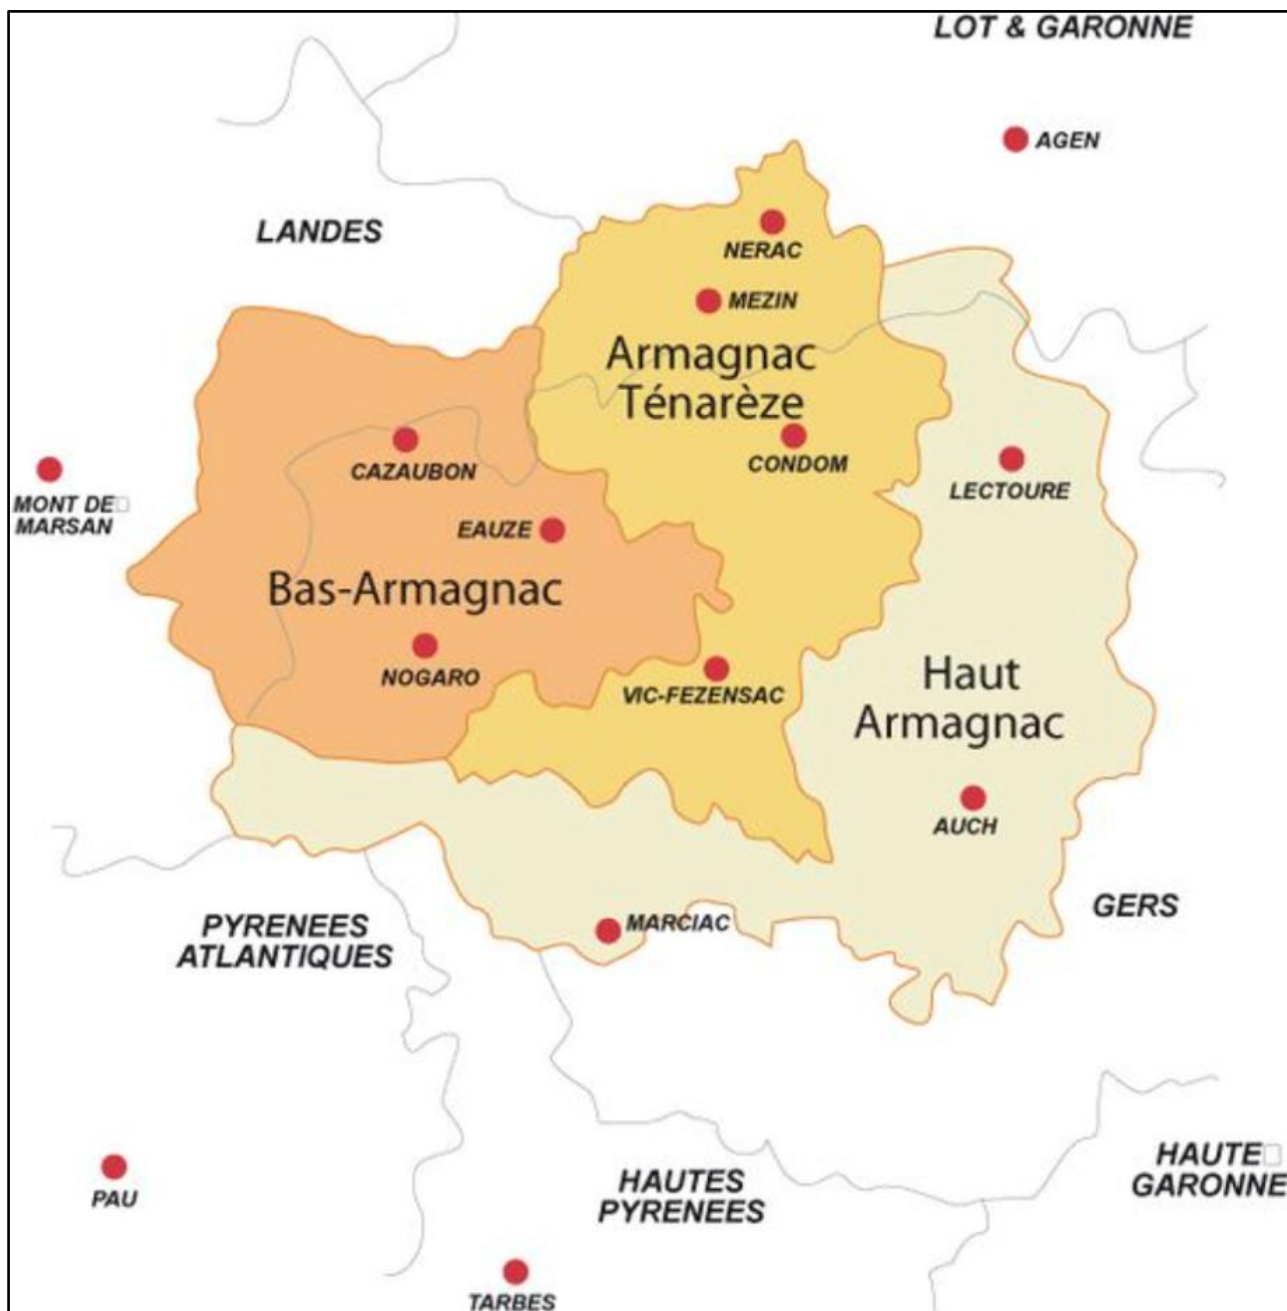 LOT & GARONNE
AGEN
LANDES
NERAC
MEZIN
Armagnac
Ténarèze
CONDOM
CAZAUBON
LECTOURE
MONT DE□
MARSAN
EAUZE
Bas-Armagnac
NOGARO
VIC-FEZENSAC
Haut
Armagnac
AUCH
GERS
PYRENEES
ATLANTIQUES
MARCIAC
PAU
HAUTES
PYRENEES
HAUTE□
GARONNE
TARBES